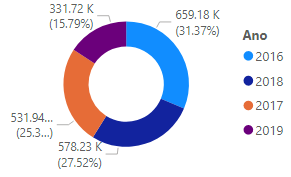 331.72 K
(15.79%)
659.18 K
(31.37%)
531.94...
(25.3...)
578.23 K
(27.52%)
Ano
2016
2018
2017
2019